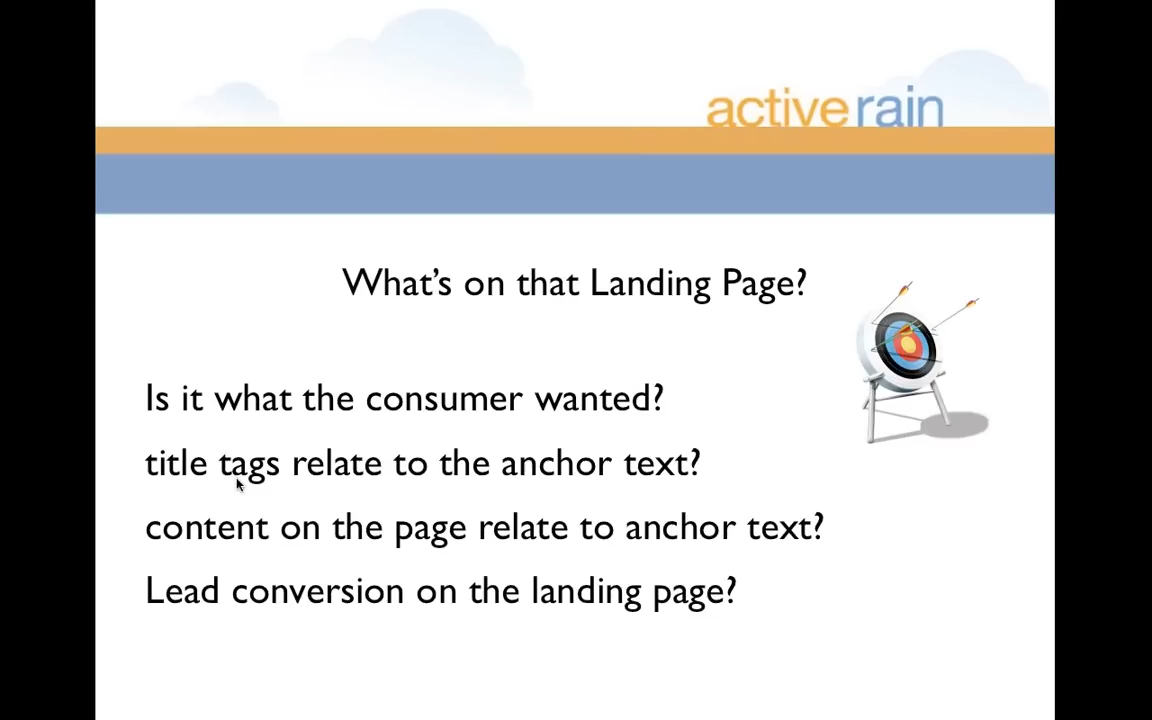 activerain
What's on that Landing Page?
Is it what the consumer wanted?
title tags relate to the anchor text?
content on the page relate to anchor text?
Lead conversion on the landing page?